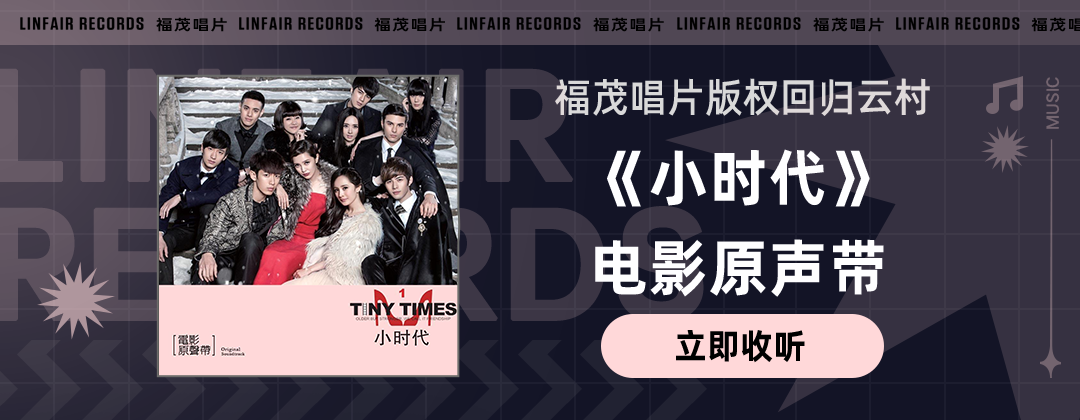 LINFAIR RECORDS 福茂唱片 LINFAIR RECORDS 福茂唱片 LINFAIR RECORDS 福茂唱片 LINFAIR RECORDS 福茂唱片 LINFAIR RECORDS 福茂唱
LINFAIR
RECORDS
福茂唱片版权回归云村
《小时代》
电影原声带
立即收听
MUSIC
1
TINY TIMES
小时代
[電影
原聲帶]
Original
Soundtrack